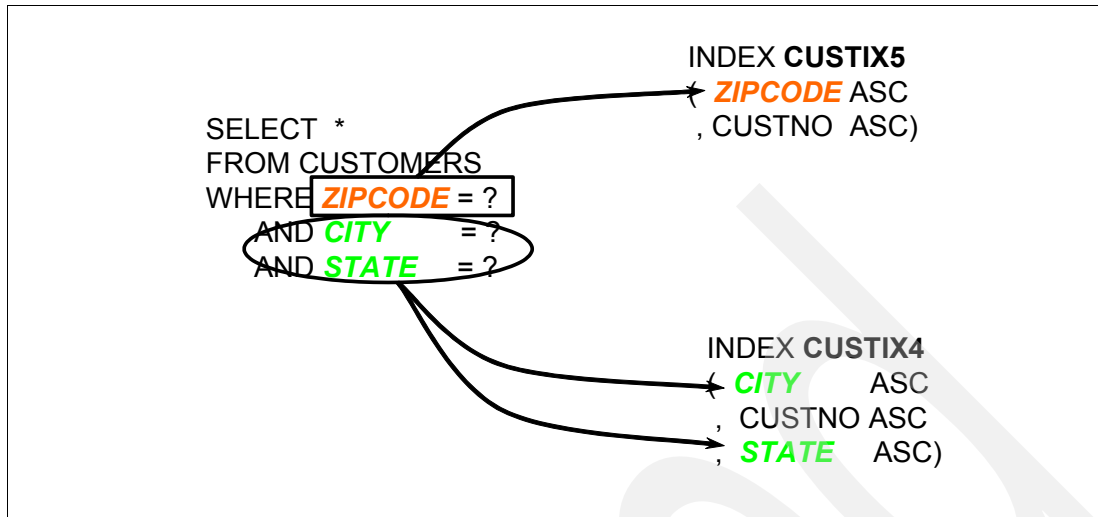 SELECT *
FROM CUSTOMERS
WHERE ZIPCODE = ?
AND CITY = ?
AND STATE = ?
INDEX CUSTIX5
( ZIPCODE ASC
, CUSTNO ASC)
INDEX CUSTIX4
( CITY ASC
, CUSTNO ASC
, STATE ASC)